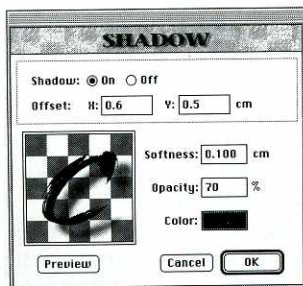 SHADOW
Shadow: On Off
Offset: X: 0.6 Y: 0.5 cm
Softness: 0.100 cm
Opacity: 70 %
Color:
Preview Cancel OK